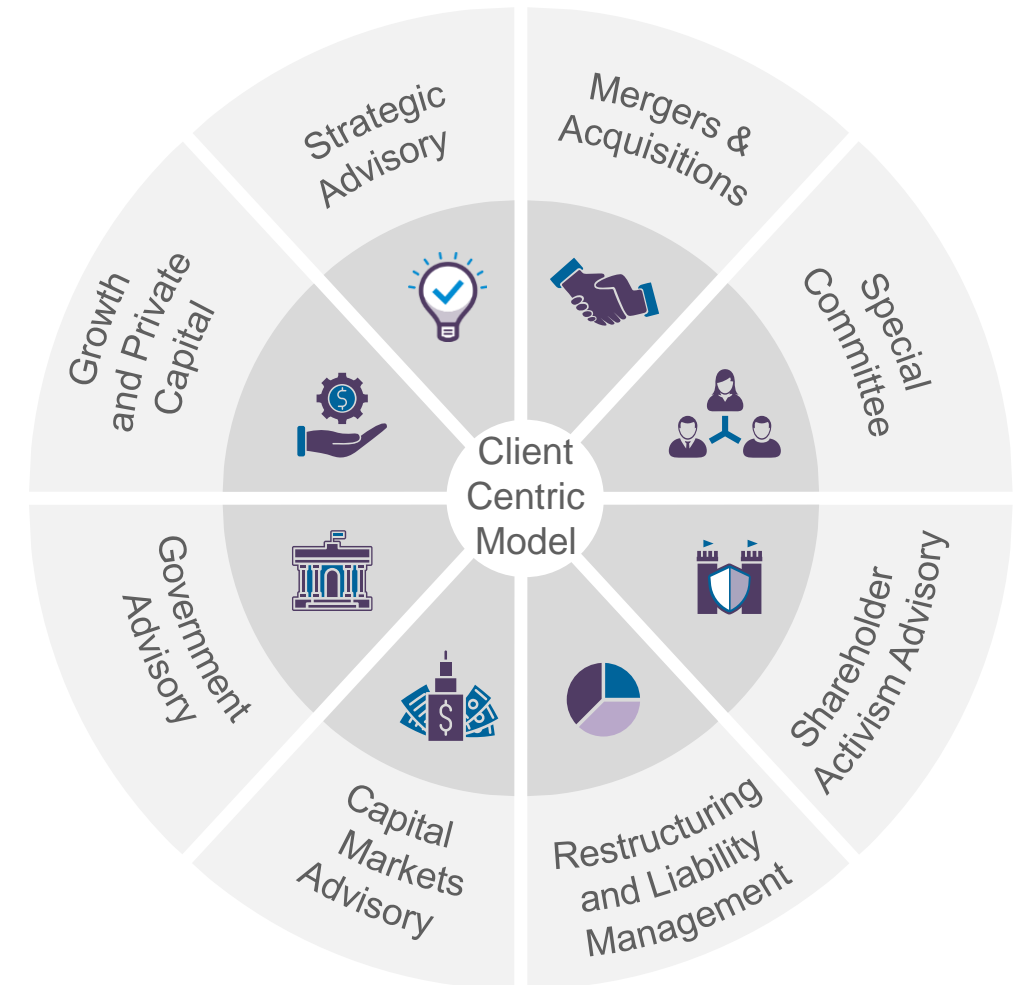 Strategic
Advisory
Mergers &
Acquisitions
Special
Committee
Shareholder
Activism Advisory
Restructuring
and Liability
Management
Capital
Markets
Advisory
Government
Advisory
Growth
and Private
Capital
Client
Centric
Model
$
$